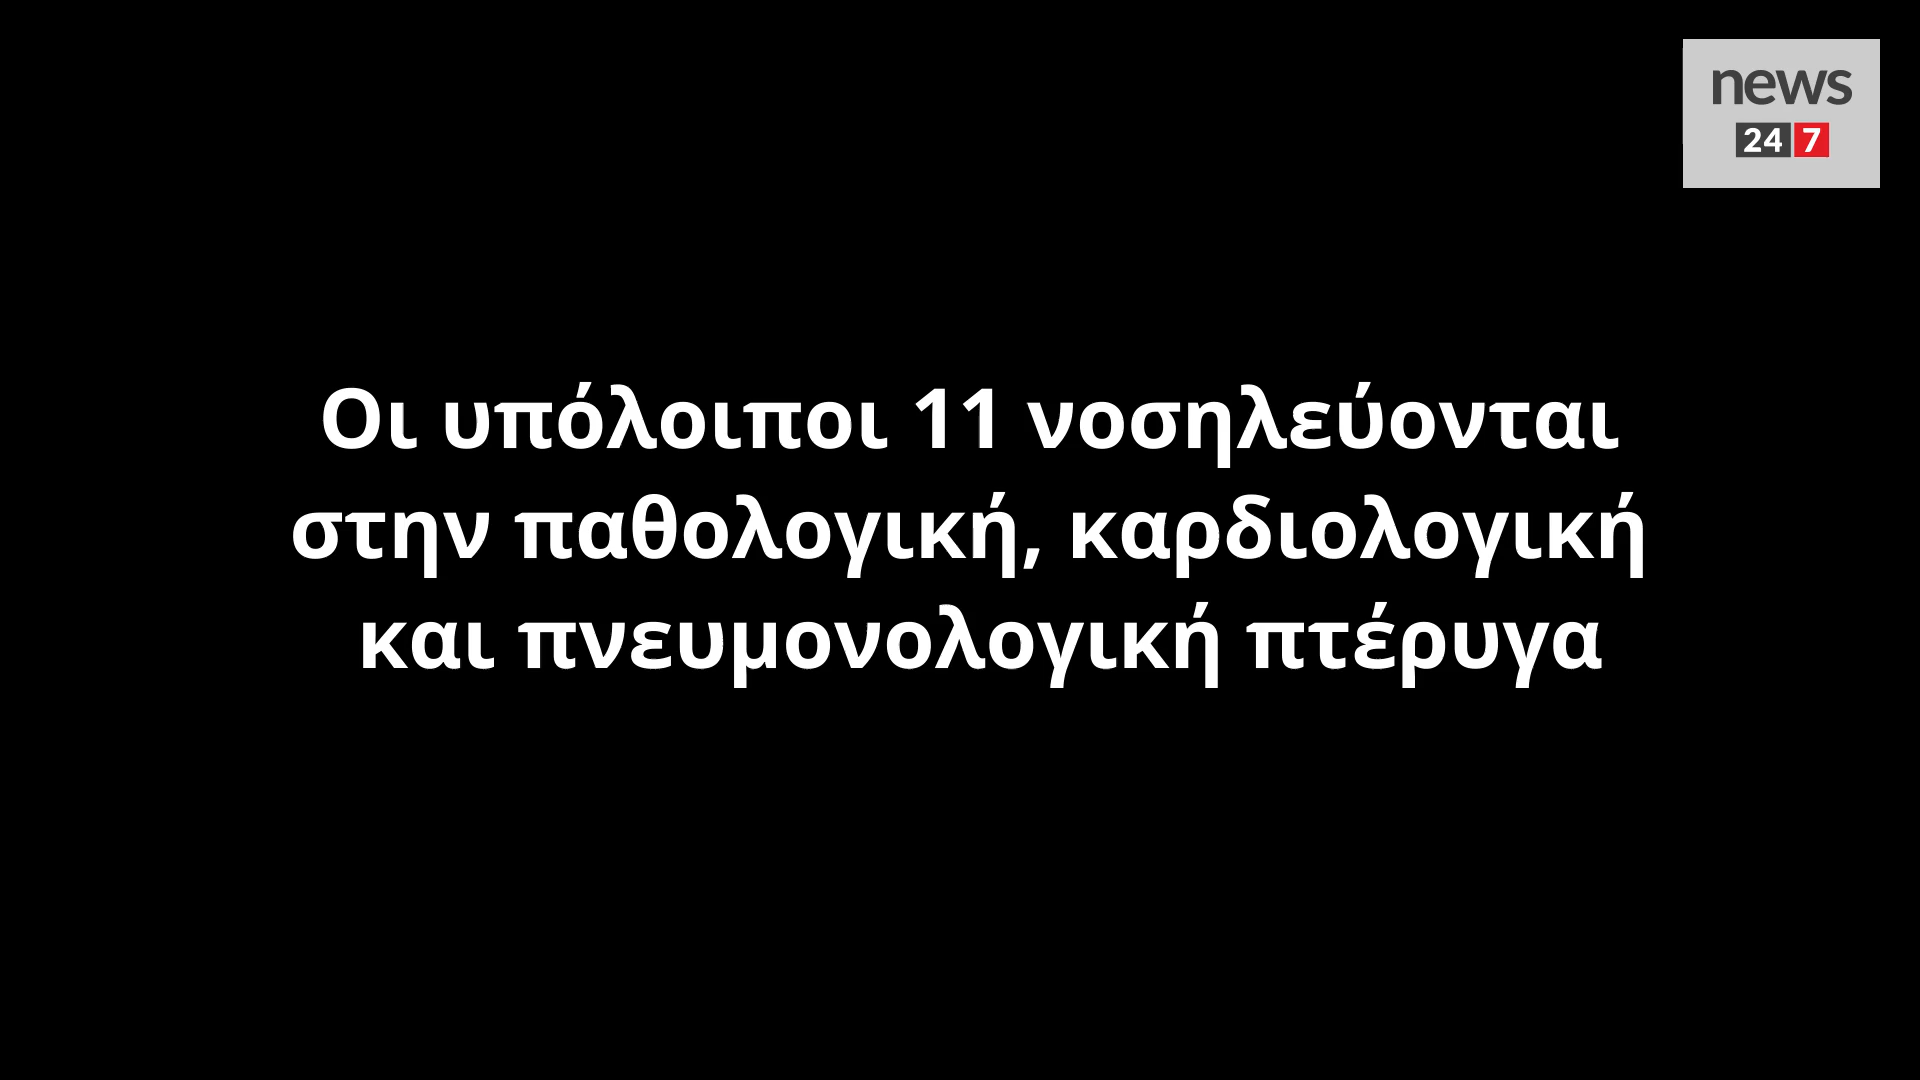 news
24 7
Οι υπόλοιποι 11 νοσηλεύονται
στην παθολογική, καρδιολογική
και πνευμονολογική πτέρυγα